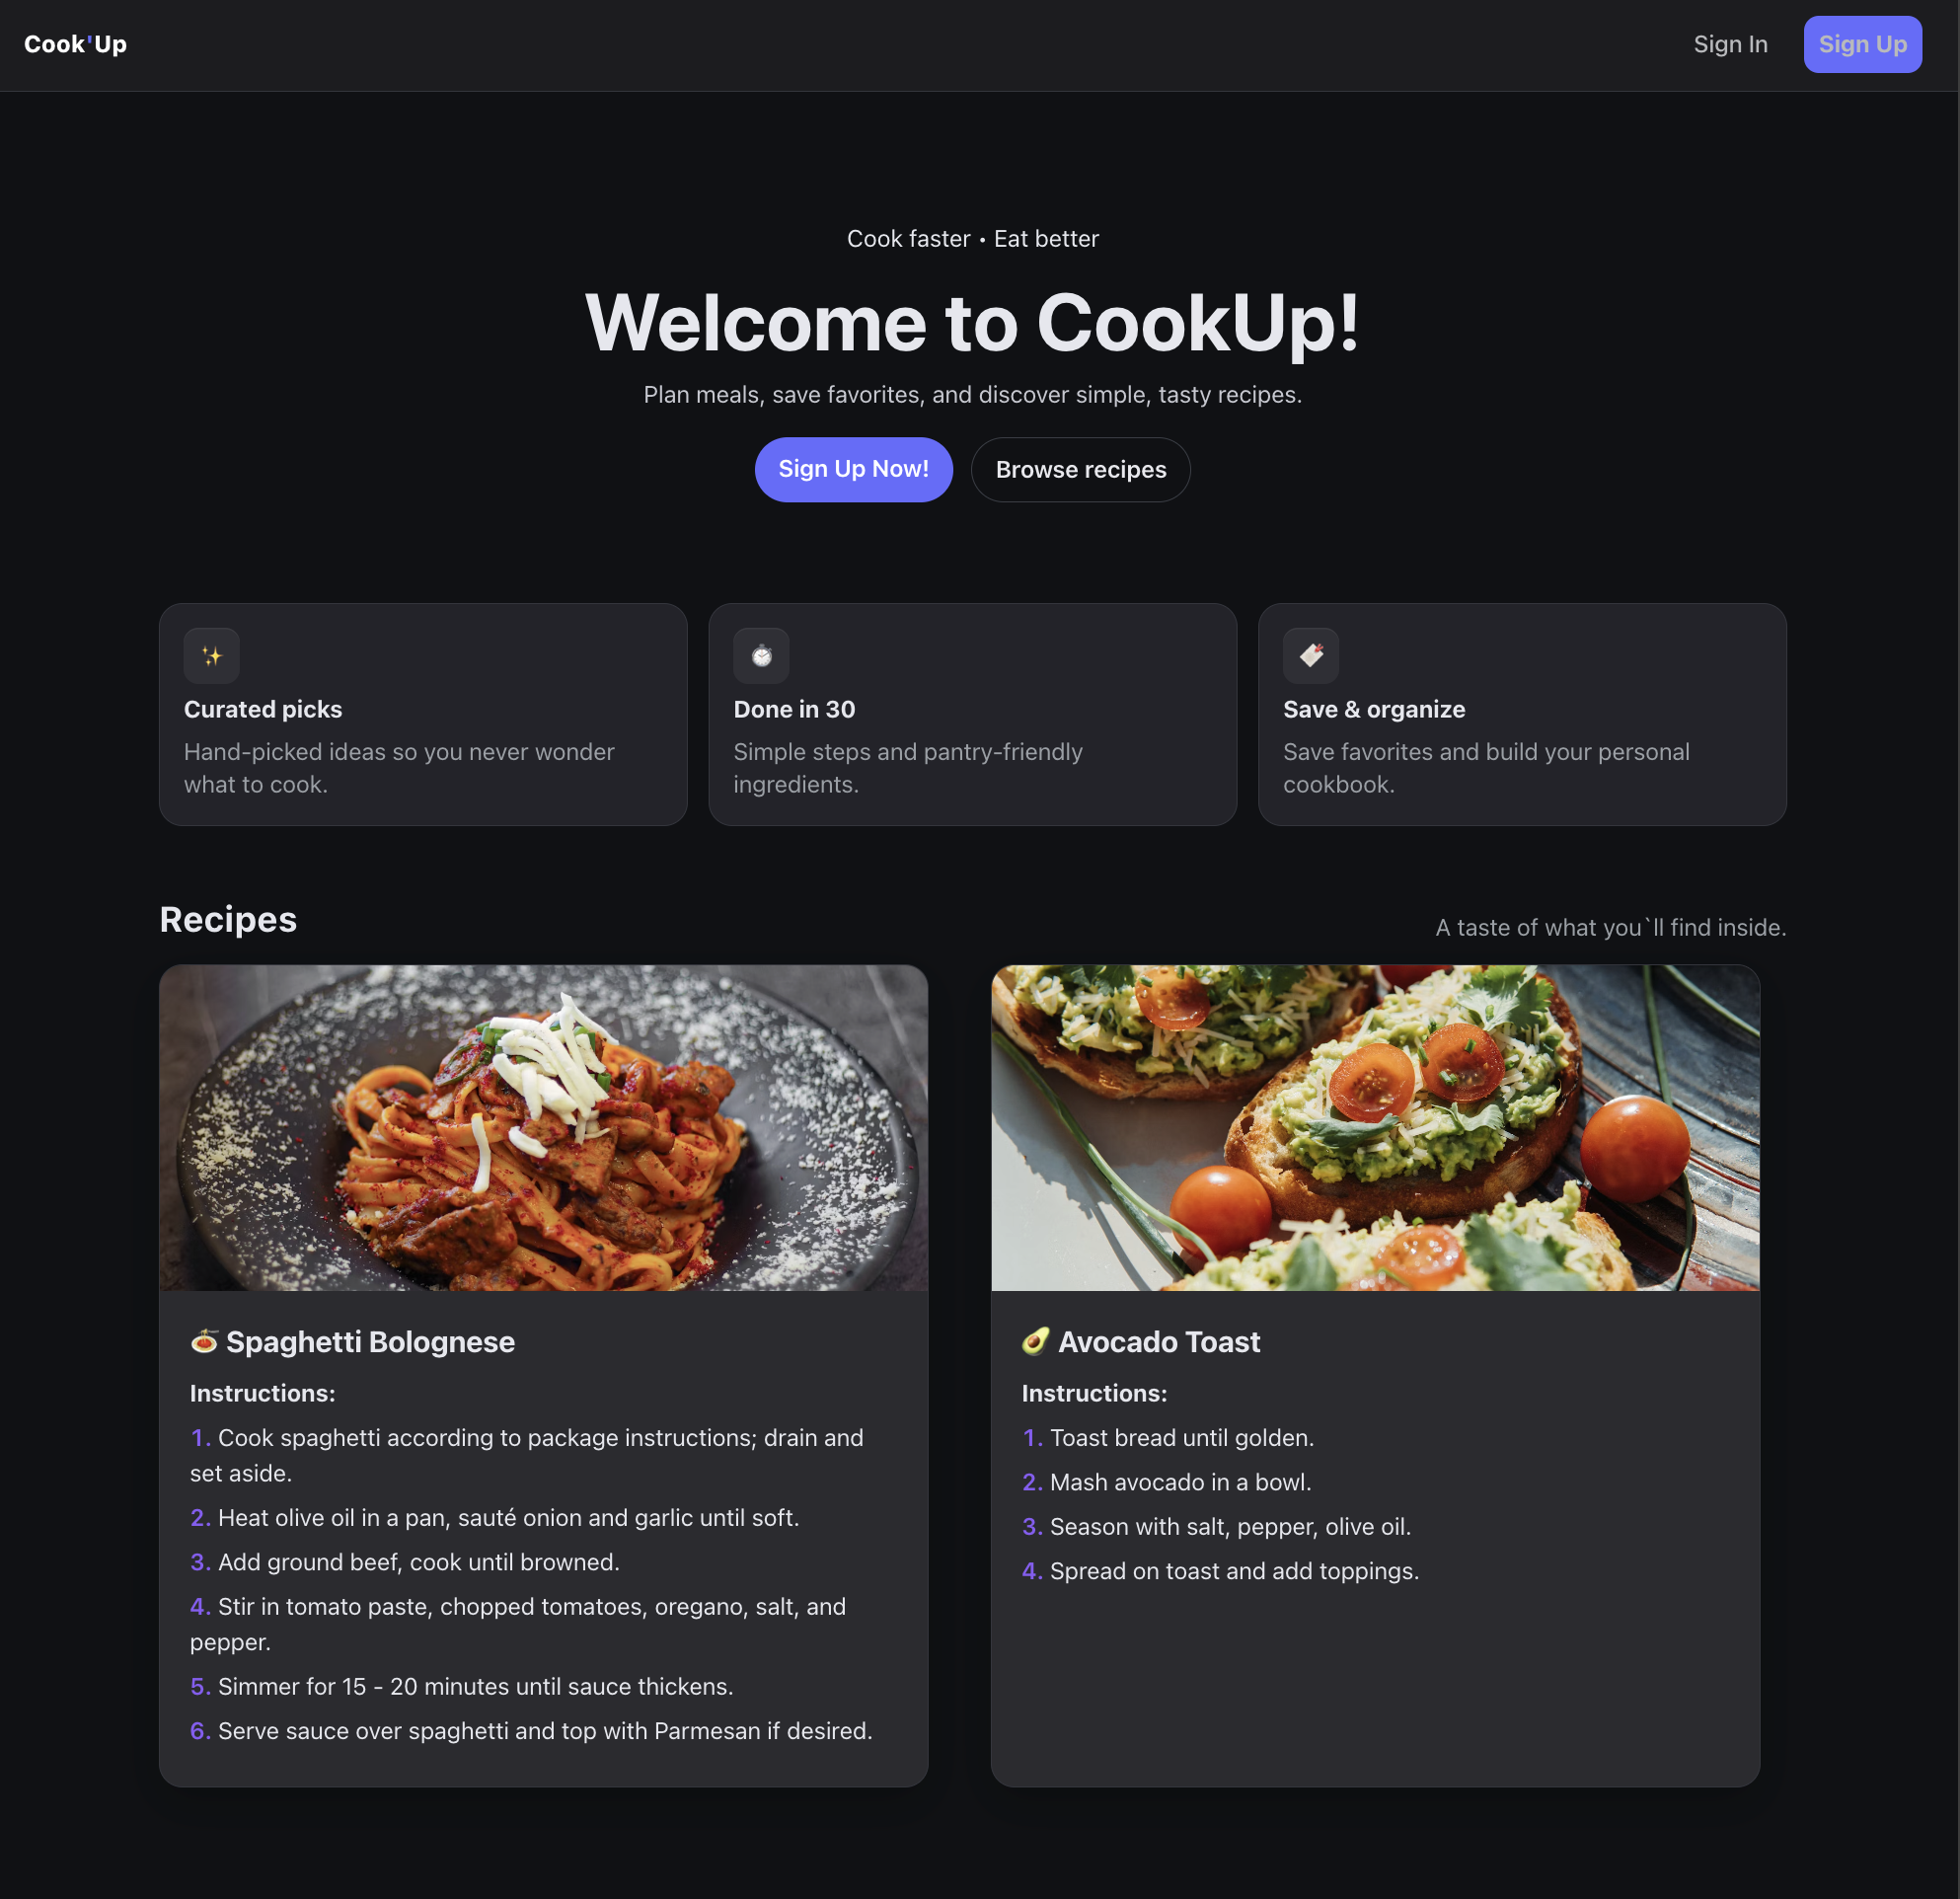 Cook'Up
Sign In
Sign Up
Cook faster • Eat better
Welcome to CookUp!
Plan meals, save favorites, and discover simple, tasty recipes.
Sign Up Now!
Browse recipes
Curated picks
Hand-picked ideas so you never wonder
what to cook.
Done in 30
Simple steps and pantry-friendly
ingredients.
Save & organize
Save favorites and build your personal
cookbook.
Recipes
A taste of what you`ll find inside.
Spaghetti Bolognese
Instructions:
1. Cook spaghetti according to package instructions; drain and
set aside.
2. Heat olive oil in a pan, sauté onion and garlic until soft.
3. Add ground beef, cook until browned.
4. Stir in tomato paste, chopped tomatoes, oregano, salt, and
pepper.
5. Simmer for 15 - 20 minutes until sauce thickens.
6. Serve sauce over spaghetti and top with Parmesan if desired.
Avocado Toast
Instructions:
1. Toast bread until golden.
2. Mash avocado in a bowl.
3. Season with salt, pepper, olive oil.
4. Spread on toast and add toppings.